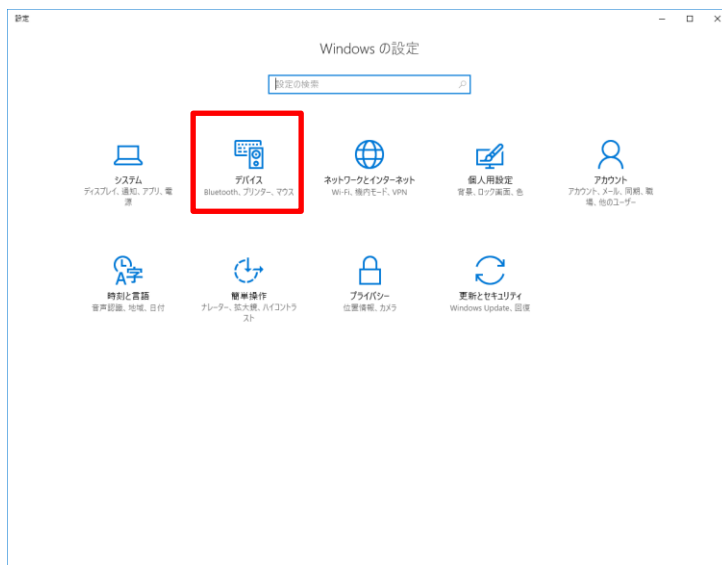 設定
Windows の設定
設定の検索
システム
ディスプレイ、通知、アプリ、電
源
デバイス
Bluetooth、プリンター、マウス
ネットワークとインターネット
Wi-Fi、機内モード、VPN
個人用設定
背景、ロック画面、色
アカウント
アカウント、メール、同期、職
場、他のユーザー
時刻と言語
音声認識、地域、日付
簡単操作
ナレーター、拡大鏡、ハイコントラ
スト
プライバシー
位置情報、カメラ
更新とセキュリティ
Windows Update、回復